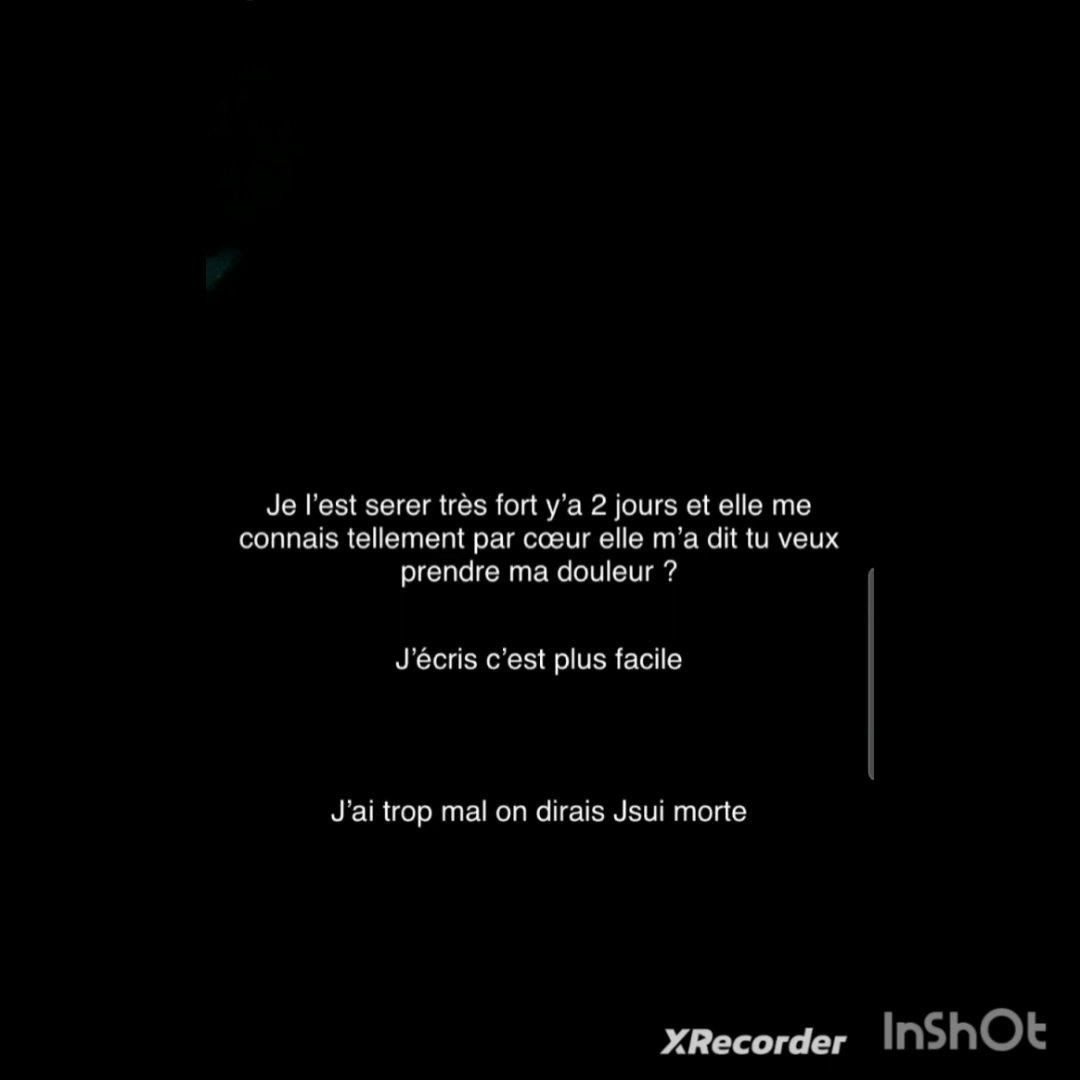 Je l’est serer très fort y’a 2 jours et elle me
connais tellement par cœur elle m’a dit tu veux
prendre ma douleur ?
J’écris c’est plus facile
J’ai trop mal on dirais Jsui morte
XRecorder
InShOt